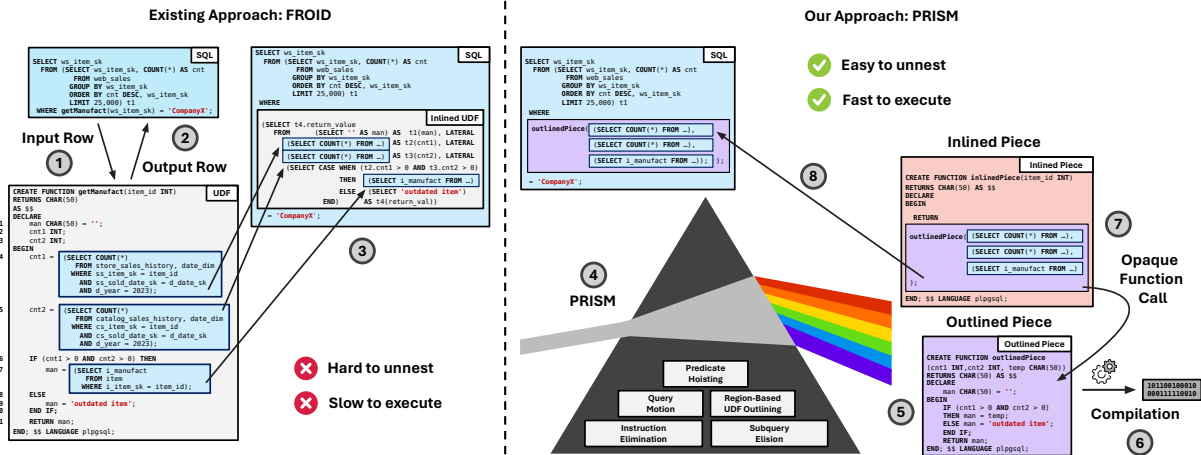 Existing Approach: FROID
SQL
SELECT ws_item_sk
FROM (SELECT ws_item_sk, COUNT(*) AS cnt
FROM web_sales
GROUP BY ws_item_sk
ORDER BY cnt DESC, ws_item_sk
LIMIT 25,000) t1
WHERE getManufact(ws_item_sk) = 'CompanyX';
Input Row
1
2
Output Row
UDF
CREATE FUNCTION getManufact(item_id INT)
RETURNS CHAR(50)
AS $$
DECLARE
1 man CHAR(50) = '';
2 cnt1 INT;
3 cnt2 INT;
BEGIN
4 cnt1 = (SELECT COUNT(*)
FROM store_sales_history, date_dim
WHERE ss_item_sk = item_id
AND ss_sold_date_sk = d_date_sk
AND d_year = 2023);
5 cnt2 = (SELECT COUNT(*)
FROM catalog_sales_history, date_dim
WHERE cs_item_sk = item_id
AND cs_sold_date_sk = d_date_sk
AND d_year = 2023);
6 IF (cnt1 > 0 AND cnt2 > 0) THEN
7 man = (SELECT i_manufact
FROM item
WHERE i_item_sk = item_id);
8 ELSE
9 man = 'outdated item';
0 END IF;
1 RETURN man;
END; $$ LANGUAGE plpgsql;
SQL
SELECT ws_item_sk
FROM (SELECT ws_item_sk, COUNT(*) AS cnt
FROM web_sales
GROUP BY ws_item_sk
ORDER BY cnt DESC, ws_item_sk
LIMIT 25,000) t1
WHERE
Inlined UDF
(SELECT t4.return_value
FROM (SELECT '' AS man) AS t1(man), LATERAL
(SELECT COUNT(*) FROM …) AS t2(cnt1), LATERAL
(SELECT COUNT(*) FROM …) AS t3(cnt2), LATERAL
(SELECT CASE WHEN (t2.cnt1 > 0 AND t3.cnt2 > 0)
THEN (SELECT i_manufact FROM …)
ELSE (SELECT 'outdated item')
END) AS t4(return_val))
= 'CompanyX';
3
Hard to unnest
Slow to execute
Our Approach: PRISM
SQL
SELECT ws_item_sk
FROM (SELECT ws_item_sk, COUNT(*) AS cnt
FROM web_sales
GROUP BY ws_item_sk
ORDER BY cnt DESC, ws_item_sk
LIMIT 25,000) t1
WHERE
outlinedPiece( (SELECT COUNT(*) FROM …),
(SELECT COUNT(*) FROM …),
(SELECT i_manufact FROM …)); );
= 'CompanyX';
Easy to unnest
Fast to execute
8
4
PRISM
Predicate
Hoisting
Query
Motion
Region-Based
UDF Outlining
Instruction
Elimination
Subquery
Elision
Inlined Piece
Inlined Piece
CREATE FUNCTION inlinedPiece(item_id INT)
RETURNS CHAR(50) AS $$
DECLARE
BEGIN
RETURN
outlinedPiece( (SELECT COUNT(*) FROM …),
(SELECT COUNT(*) FROM …),
(SELECT i_manufact FROM …)
);
END; $$ LANGUAGE plpgsql;
7
Opaque
Function
Call
Outlined Piece
Outlined Piece
CREATE FUNCTION outlinedPiece
(cnt1 INT,cnt2 INT, temp CHAR(50))
RETURNS CHAR(50) AS $$
DECLARE
man CHAR(50) = '';
BEGIN
IF (cnt1 > 0 AND cnt2 > 0)
THEN man = temp;
ELSE man = 'outdated item';
END IF;
RETURN man;
END; $$ LANGUAGE plpgsql;
5
101100100010
000111110010
Compilation
6